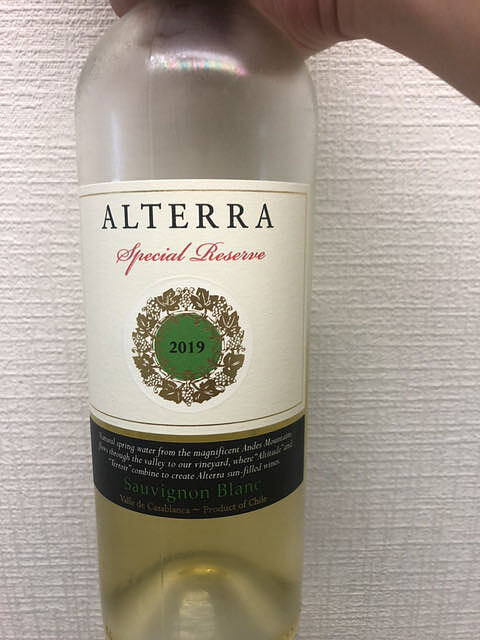 ALTERRA
Special Reserve
2019
Natural spring water from the magnificent Andes Mountains
flows through the valley to our vineyard, where "Altitude" and
"Terroir" combine to create Alterra sun-filled wines.
Sauvignon Blanc
Valle de Casablanca ~ Product of Chile